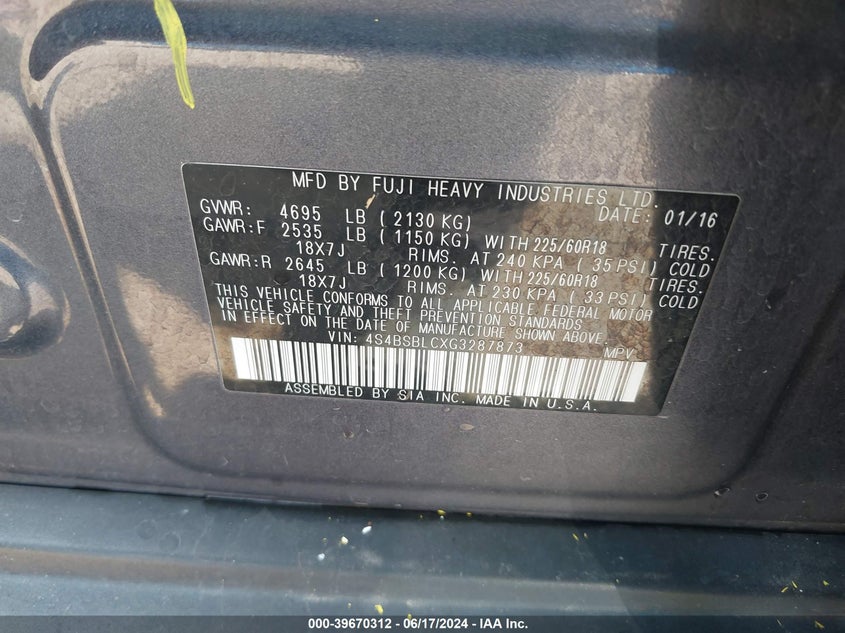 MFD BY FUJI HEAVY INDUSTRIES LTD.
GVWR: 4695 LB ( 2130 KG) DATE: 01/16
GAWR:F 2535 LB ( 1150 KG) WITH 225/60R18 TIRES.
18X7J RIMS. AT 240 KPA ( 35 PSI) COLD
GAWR:R 2645 LB ( 1200 KG) WITH 225/60R18 TIRES.
18X7J RIMS. AT 230 KPA ( 33 PSI) COLD
THIS VEHICLE CONFORMS TO ALL APPLICABLE FEDERAL MOTOR
VEHICLE SAFETY AND THEFT PREVENTION STANDARDS
IN EFFECT ON THE DATE OF MANUFACTURE SHOWN ABOVE.
VIN: 4S4BSBLCXG3287873 MPV
ASSEMBLED BY SIA INC. MADE IN U.S.A.
000-39670312 - 06/17/2024 - IAA Inc.